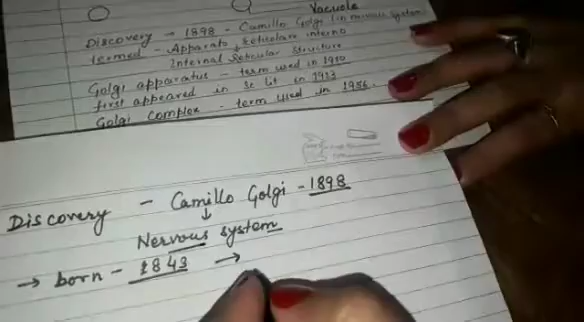 Vacuole
Discovery → 1898 - Camillo Golgi (in nervous system
termed - Apparato reticolare interno
Internal Reticular Structure
Golgi apparatus - term used in 1910
first appeared in sc lit in 1913
Golgi Complex - term used in 1956.
Discovery - Camillo Golgi - 1898
↓
Nervous system
→ born - 1843 →